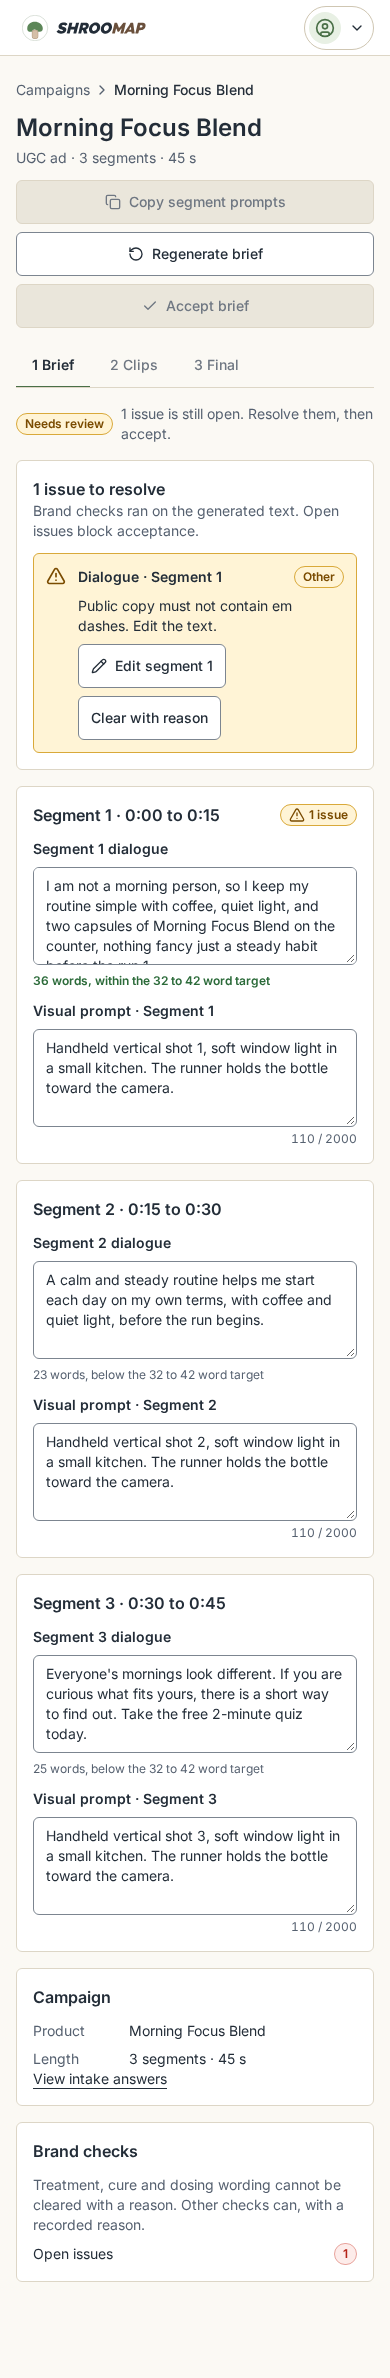 SHROOMAP
Campaigns > Morning Focus Blend
Morning Focus Blend
UGC ad · 3 segments · 45 s
Copy segment prompts
Regenerate brief
Accept brief
1 Brief
2 Clips
3 Final
Needs review
1 issue is still open. Resolve them, then
accept.
1 issue to resolve
Brand checks ran on the generated text. Open
issues block acceptance.
Dialogue · Segment 1
Other
Public copy must not contain em
dashes. Edit the text.
Edit segment 1
Clear with reason
Segment 1 · 0:00 to 0:15
1 issue
Segment 1 dialogue
I am not a morning person, so I keep my
routine simple with coffee, quiet light, and
two capsules of Morning Focus Blend on the
counter, nothing fancy just a steady habit
before the run 1
36 words, within the 32 to 42 word target
Visual prompt · Segment 1
Handheld vertical shot 1, soft window light in
a small kitchen. The runner holds the bottle
toward the camera.
110 / 2000
Segment 2 · 0:15 to 0:30
Segment 2 dialogue
A calm and steady routine helps me start
each day on my own terms, with coffee and
quiet light, before the run begins.
23 words, below the 32 to 42 word target
Visual prompt · Segment 2
Handheld vertical shot 2, soft window light in
a small kitchen. The runner holds the bottle
toward the camera.
110 / 2000
Segment 3 · 0:30 to 0:45
Segment 3 dialogue
Everyone's mornings look different. If you are
curious what fits yours, there is a short way
to find out. Take the free 2-minute quiz
today.
25 words, below the 32 to 42 word target
Visual prompt · Segment 3
Handheld vertical shot 3, soft window light in
a small kitchen. The runner holds the bottle
toward the camera.
110 / 2000
Campaign
Product Morning Focus Blend
Length 3 segments · 45 s
View intake answers
Brand checks
Treatment, cure and dosing wording cannot be
cleared with a reason. Other checks can, with a
recorded reason.
Open issues 1